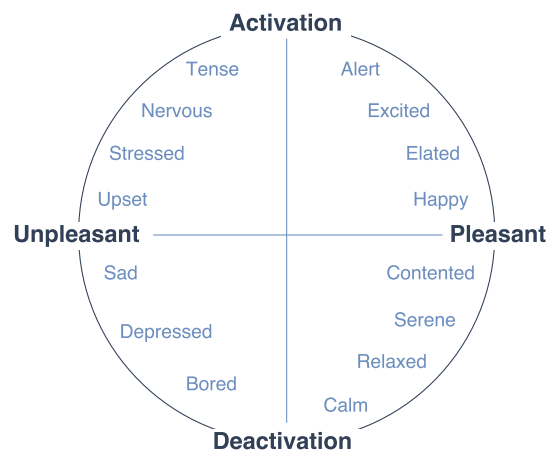 Activation
Tense
Alert
Nervous
Excited
Stressed
Elated
Upset
Happy
Unpleasant
Pleasant
Sad
Contented
Serene
Depressed
Relaxed
Bored
Calm
Deactivation